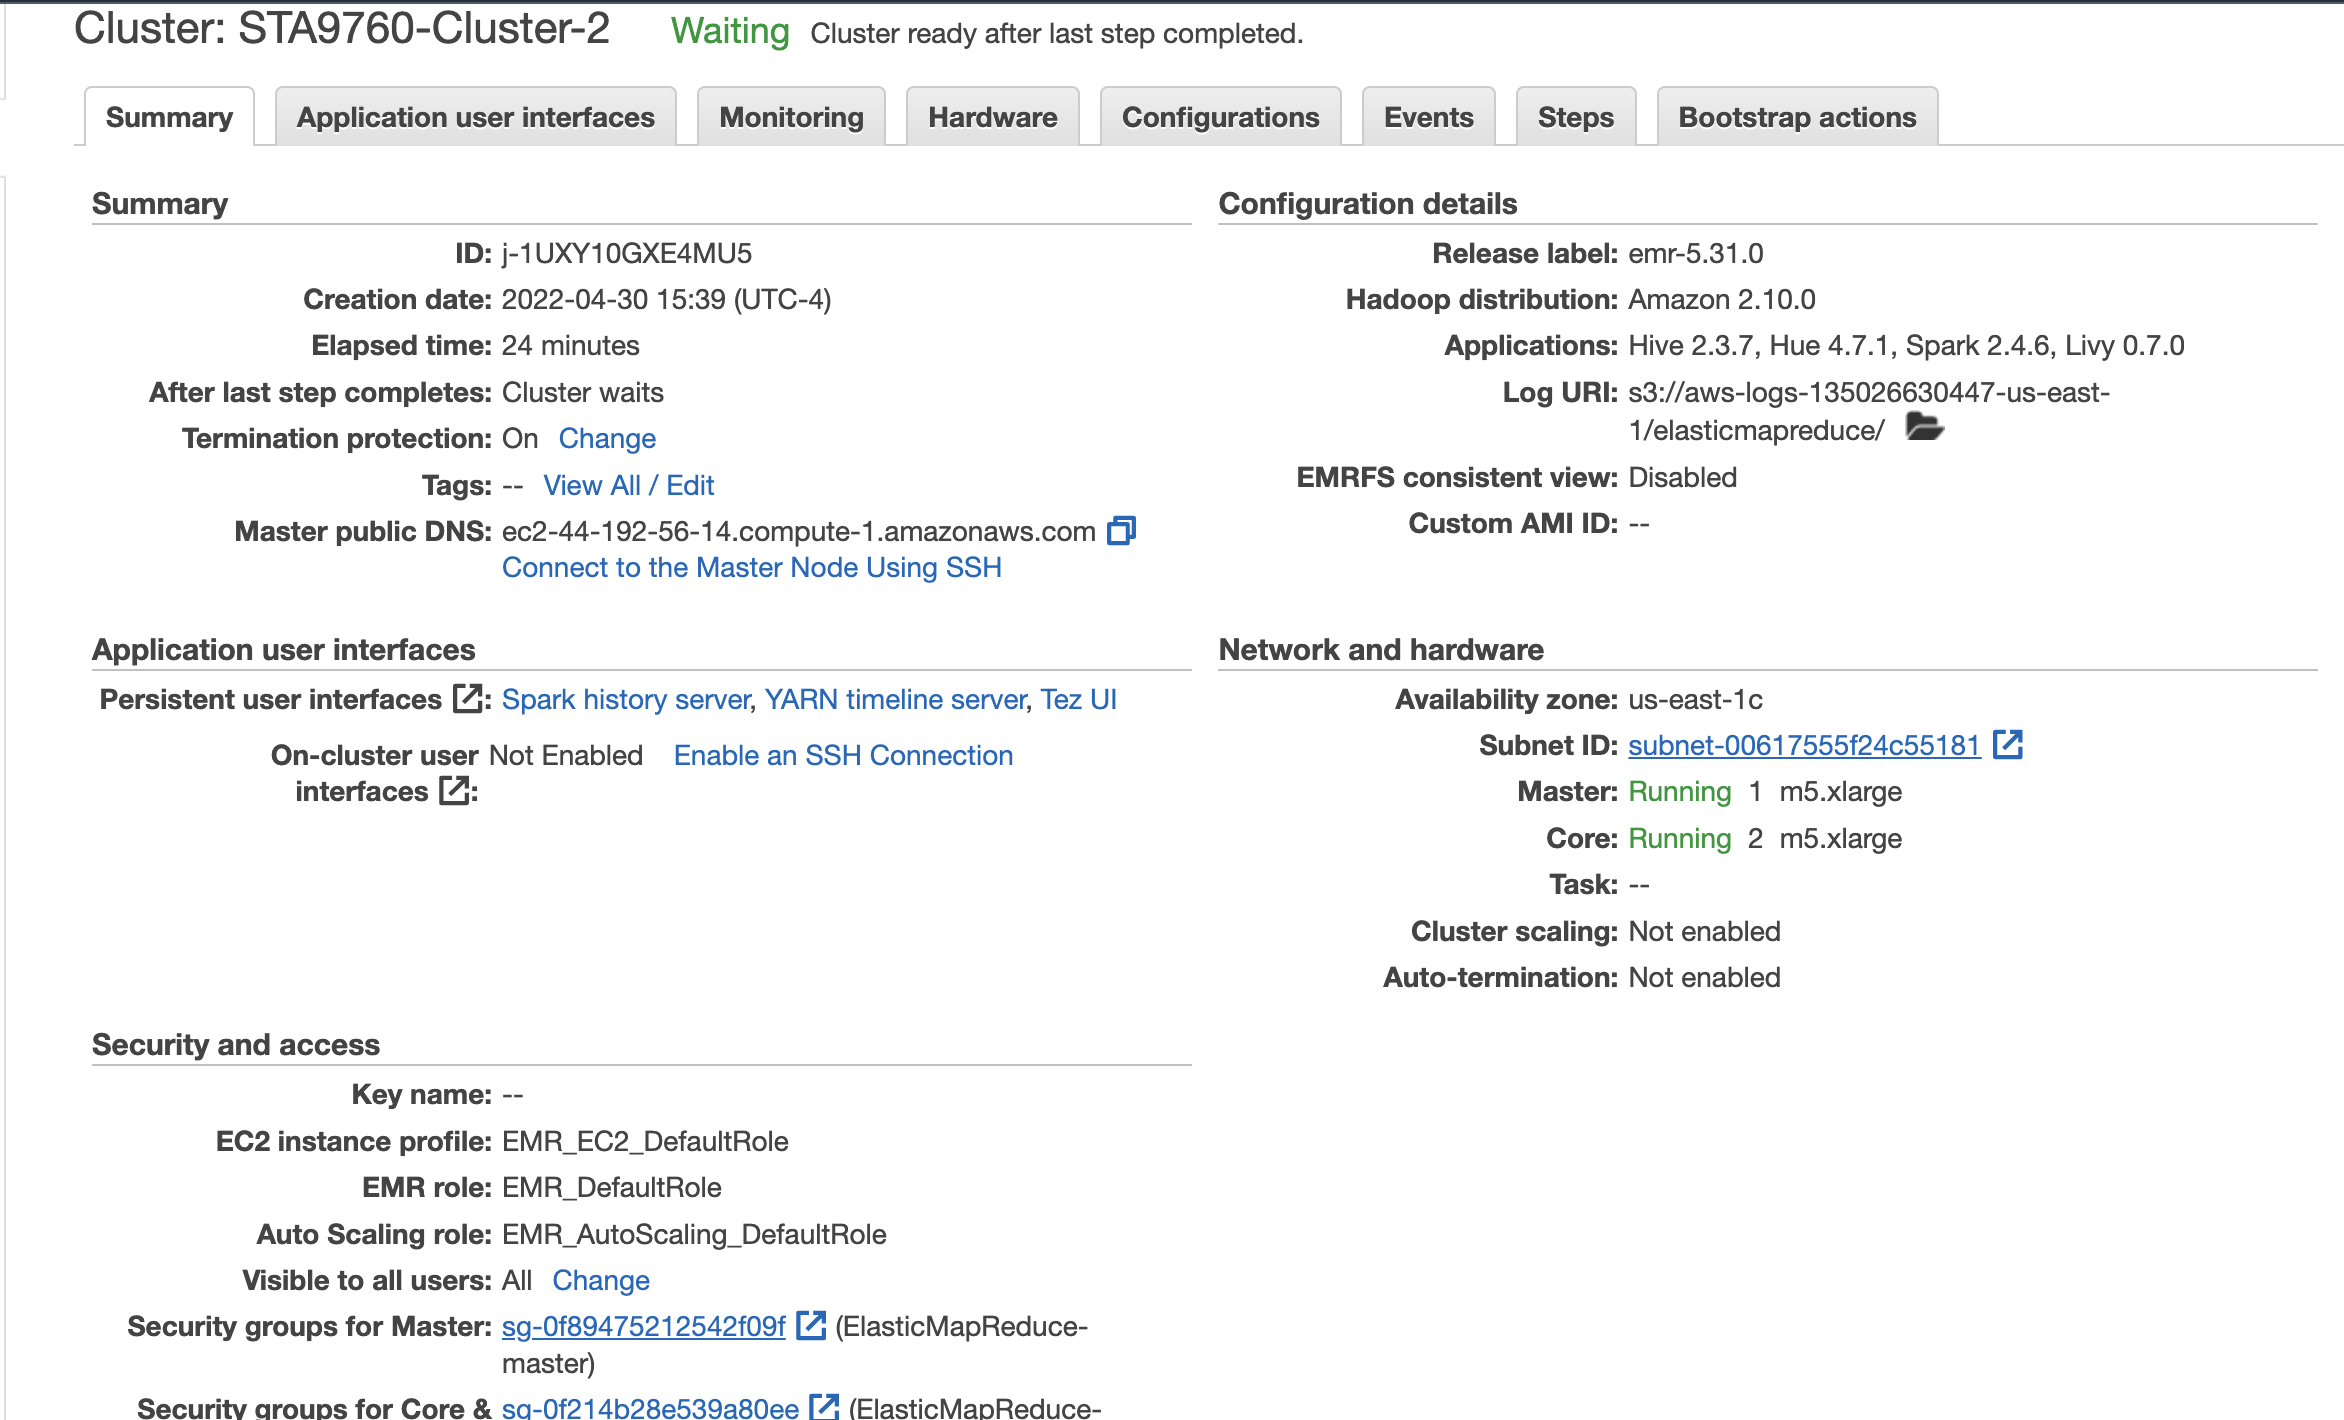 Cluster: STA9760-Cluster-2 Waiting Cluster ready after last step completed.
Summary Application user interfaces Monitoring Hardware Configurations Events Steps Bootstrap actions
Summary
ID: j-1UXY10GXE4MU5
Creation date: 2022-04-30 15:39 (UTC-4)
Elapsed time: 24 minutes
After last step completes: Cluster waits
Termination protection: On Change
Tags: -- View All / Edit
Master public DNS: ec2-44-192-56-14.compute-1.amazonaws.com
Connect to the Master Node Using SSH
Configuration details
Release label: emr-5.31.0
Hadoop distribution: Amazon 2.10.0
Applications: Hive 2.3.7, Hue 4.7.1, Spark 2.4.6, Livy 0.7.0
Log URI: s3://aws-logs-135026630447-us-east-
1/elasticmapreduce/
EMRFS consistent view: Disabled
Custom AMI ID: --
Application user interfaces
Persistent user interfaces : Spark history server, YARN timeline server, Tez UI
On-cluster user Not Enabled Enable an SSH Connection
interfaces :
Network and hardware
Availability zone: us-east-1c
Subnet ID: subnet-00617555f24c55181
Master: Running 1 m5.xlarge
Core: Running 2 m5.xlarge
Task: --
Cluster scaling: Not enabled
Auto-termination: Not enabled
Security and access
Key name: --
EC2 instance profile: EMR_EC2_DefaultRole
EMR role: EMR_DefaultRole
Auto Scaling role: EMR_AutoScaling_DefaultRole
Visible to all users: All Change
Security groups for Master: sg-0f89475212542f09f (ElasticMapReduce-
master)
Security groups for Core & sg-0f214b28e539a80ee (ElasticMapReduce-